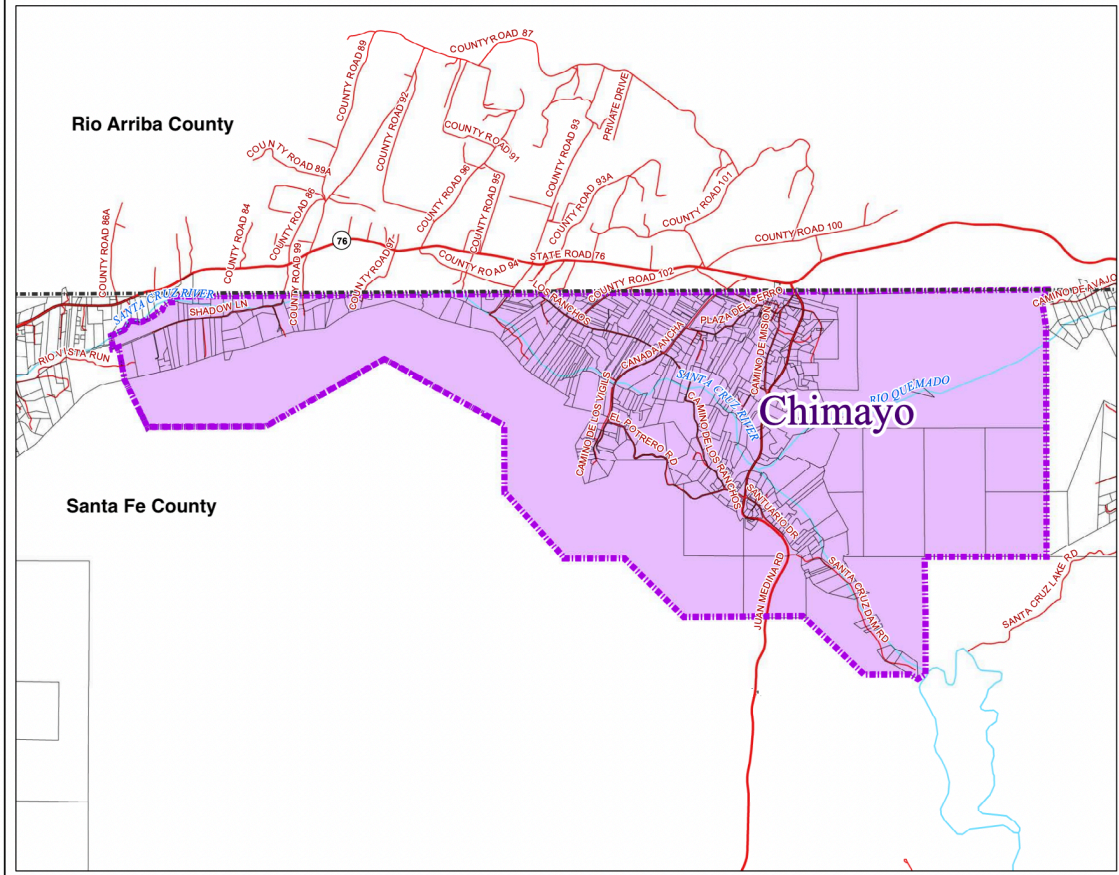 COUNTY ROAD 87
COUNTY ROAD 89
COUNTY ROAD 92
PRIVATE DRIVE
Rio Arriba County
COUNTY ROAD 91
COUNTY ROAD 93
COUNTY ROAD 89A
COUNTY ROAD 96
COUNTY ROAD 95
COUNTY ROAD 93A
COUNTY ROAD 101
COUNTY ROAD 86
COUNTY ROAD 84
COUNTY ROAD 86A
COUNTY ROAD 100
76
COUNTY ROAD 99
COUNTY ROAD 97
COUNTY ROAD 94
STATE ROAD 76
COUNTY ROAD 102
SANTA CRUZ RIVER
SHADOW LN
LOS RANCHOS
PLAZA DEL CERRO
CAMINO DE AVAJO
RIO VISTA RUN
CANADA ANCHA
CAMINO DE MISION
SANTA CRUZ RIVER
RIO QUEMADO
Chimayo
CAMINO DE LOS VIGILS
EL POTRERO RD
CAMINO DE LOS RANCHOS
SANTUARIO DR
Santa Fe County
JUAN MEDINA RD
SANTA CRUZ DAM RD
SANTA CRUZ LAKE RD